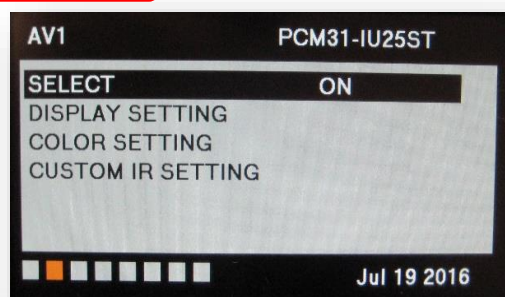 AV1 PCM31-IU25ST
SELECT ON
DISPLAY SETTING
COLOR SETTING
CUSTOM IR SETTING
Jul 19 2016